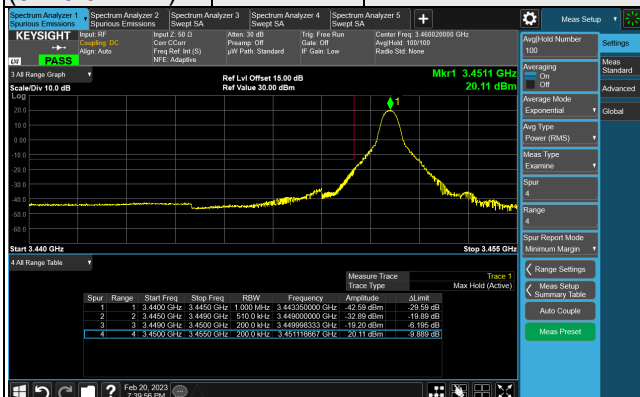 Spectrum Analyzer 1
Spurious Emissions
Spectrum Analyzer 2
Spurious Emissions
Spectrum Analyzer 3
Swept SA
Spectrum Analyzer 4
Swept SA
Spectrum Analyzer 5
Swept SA
Meas Setup
KEYSIGHT
PASS
Input: RF
Coupling: DC
Align: Auto
Input Z: 50 Ω
Corr CCorr
Freq Ref: Int (S)
NFE: Adaptive
Atten: 30 dB
Preamp: Off
µW Path: Standard
Trig: Free Run
Gate: Off
IF Gain: Low
Center Freq: 3.460020000 GHz
Avg|Hold: 100/100
Radio Std: None
3 All Range Graph
Scale/Div 10.0 dB
Log
Ref Lvl Offset 15.00 dB
Ref Value 30.00 dBm
Mkr1 3.4511 GHz
20.11 dBm
1
20.0
10.0
0.00
-10.0
-20.0
-30.0
-40.0
-50.0
-60.0
Start 3.440 GHz
Stop 3.455 GHz
4 All Range Table
Measure Trace Trace 1
Trace Type Max Hold (Active)
Spur Range Start Freq Stop Freq RBW Frequency Amplitude ΔLimit
1 1 3.4400 GHz 3.4450 GHz 1.000 MHz 3.443350000 GHz -42.59 dBm -29.59 dB
2 2 3.4450 GHz 3.4490 GHz 510.0 kHz 3.449000000 GHz -32.89 dBm -19.89 dB
3 3 3.4490 GHz 3.4500 GHz 200.0 kHz 3.449998333 GHz -19.20 dBm -6.195 dB
4 4 3.4500 GHz 3.4550 GHz 200.0 kHz 3.451116667 GHz 20.11 dBm -9.889 dB
Avg|Hold Number
100
Averaging
On
Off
Average Mode
Exponential
Avg Type
Power (RMS)
Meas Type
Examine
Spur
4
Range
4
Spur Report Mode
Minimum Margin
Range Settings
Meas Setup
Summary Table
Auto Couple
Meas Preset
Settings
Meas
Standard
Advanced
Global
Feb 20, 2023
7:39:56 PM